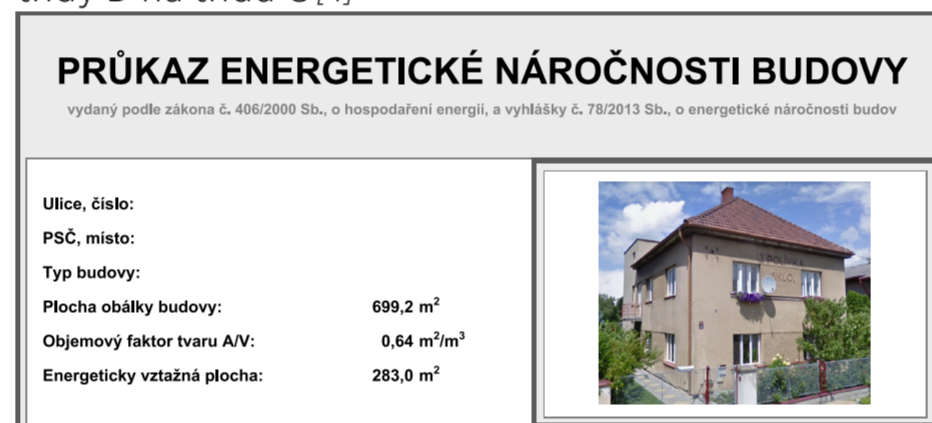 PRŮKAZ ENERGETICKÉ NÁROČNOSTI BUDOVY
vydaný podle zákona č. 406/2000 Sb., o hospodaření energií, a vyhlášky č. 78/2013 Sb., o energetické náročnosti budov
Ulice, číslo:
PSČ, místo:
Typ budovy:
Plocha obálky budovy: 699,2 m²
Objemový faktor tvaru A/V: 0,64 m²/m³
Energeticky vztažná plocha: 283,0 m²
POLÍVKA